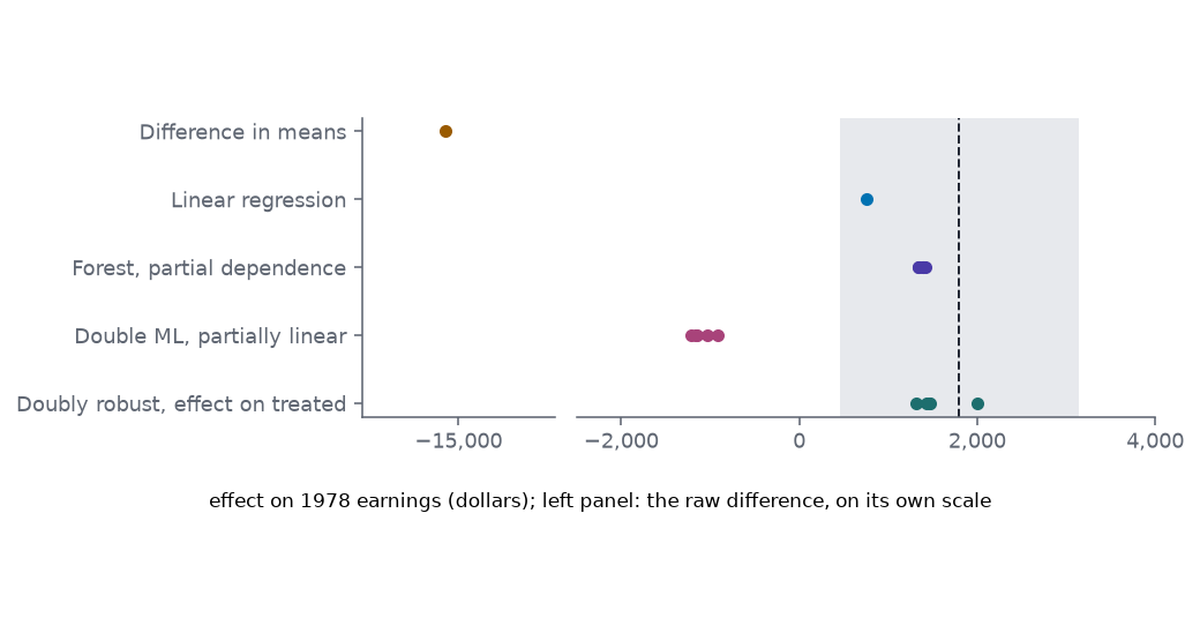 Difference in means
Linear regression
Forest, partial dependence
Double ML, partially linear
Doubly robust, effect on treated
−15,000 −2,000 0 2,000 4,000
effect on 1978 earnings (dollars); left panel: the raw difference, on its own scale